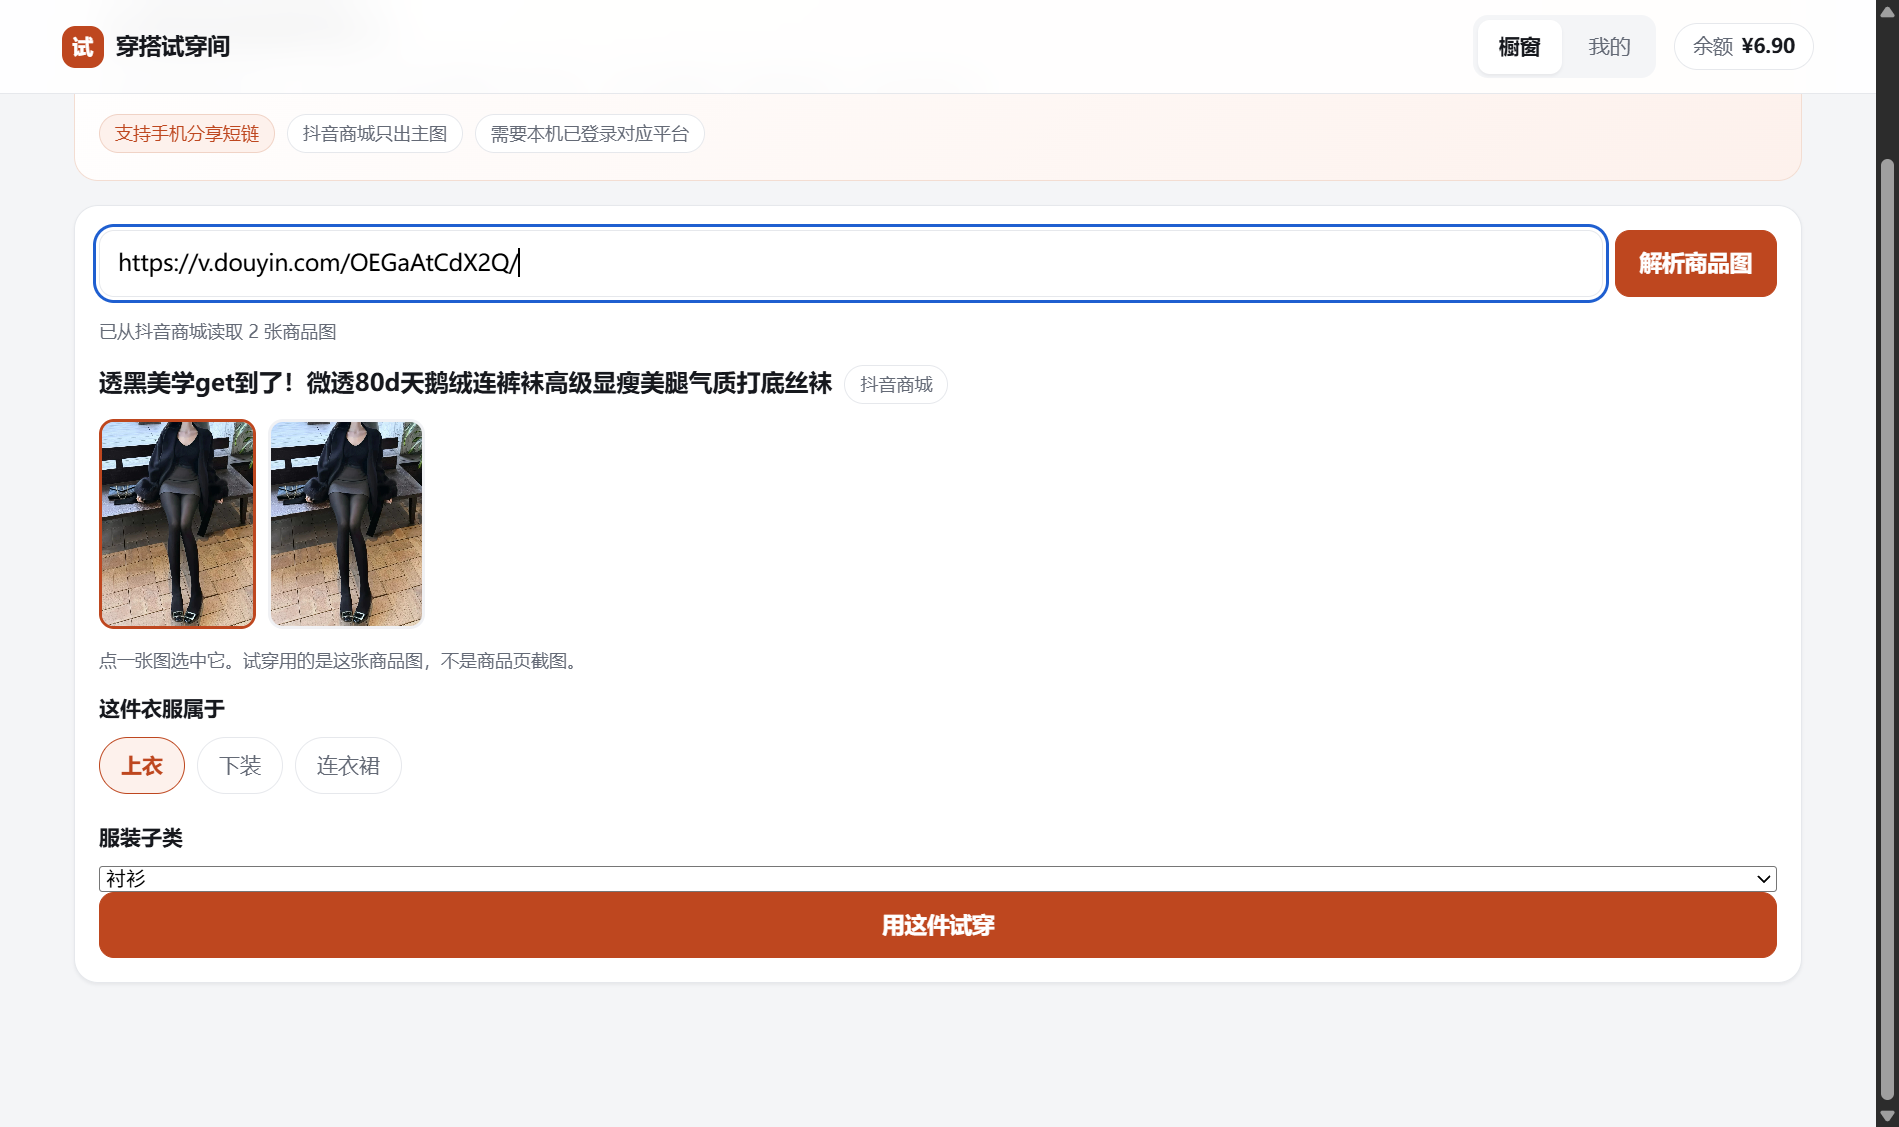 试 穿搭试穿间
橱窗 我的 余额 ¥6.90
支持手机分享短链 抖音商城只出主图 需要本机已登录对应平台
https://v.douyin.com/OEGaAtCdX2Q/ 解析商品图
已从抖音商城读取 2 张商品图
透黑美学get到了！微透80d天鹅绒连裤袜高级显瘦美腿气质打底丝袜 抖音商城
点一张图选中它。试穿用的是这张商品图，不是商品页截图。
这件衣服属于
上衣 下装 连衣裙
服装子类
衬衫
用这件试穿